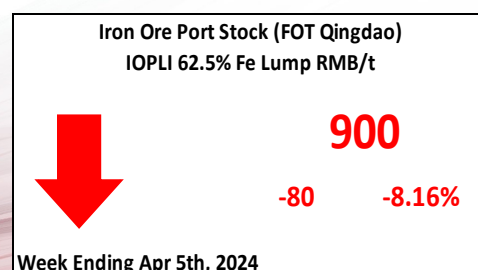 Iron Ore Port Stock (FOT Qingdao)
IOPLI 62.5% Fe Lump RMB/t
900
-80 -8.16%
Week Ending Apr 5th, 2024